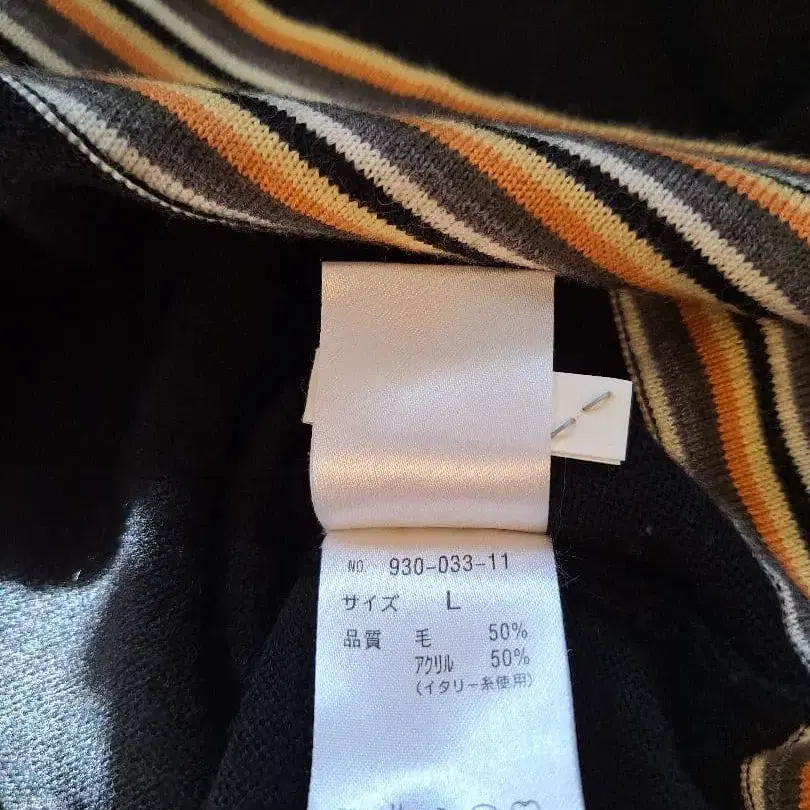 NO. 930-033-11
サイズ L
品質 毛 50%
アクリル 50%
(イタリー糸使用)